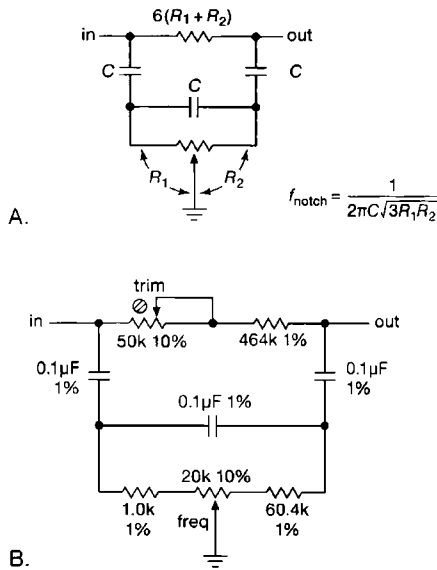 6(R₁ + R₂)
in
out
C
C
C
R₁
R₂
f_notch = 1 / 2πC√3R₁R₂
A.
trim
in
out
50k 10%
464k 1%
0.1µF
1%
0.1µF 1%
0.1µF
1%
20k 10%
1.0k
1%
freq
60.4k
1%
B.